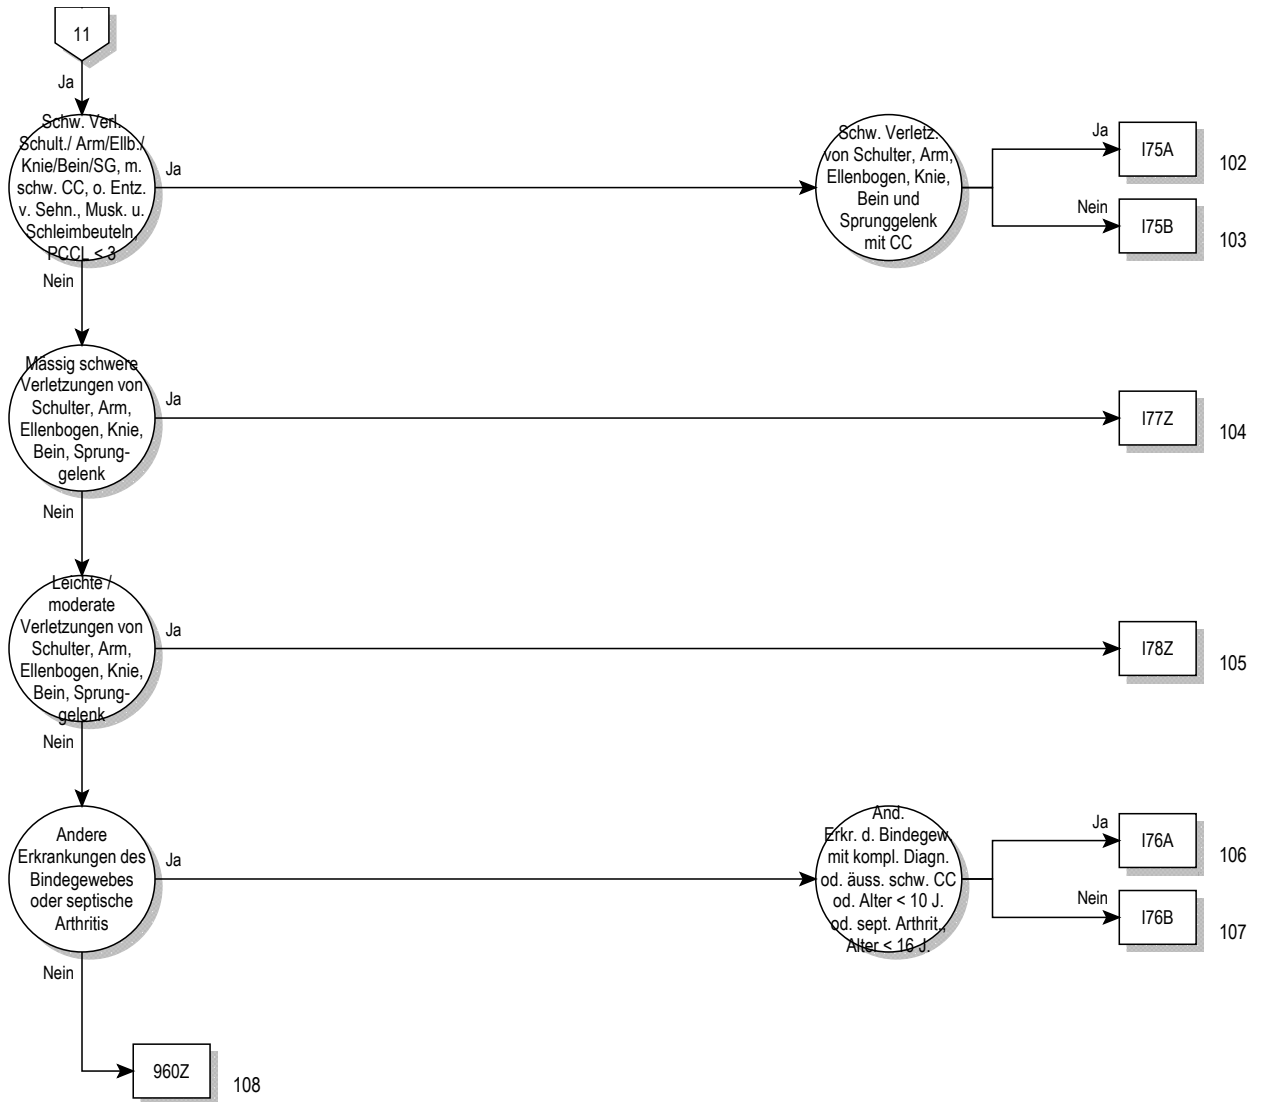 11
Ja
Schw. Verl.
Schult./ Arm/Ellb./
Knie/Bein/SG, m.
schw. CC, o. Entz.
v. Sehn., Musk. u.
Schleimbeuteln,
PCCL < 3
Ja
Schw. Verletz.
von Schulter, Arm,
Ellenbogen, Knie,
Bein und
Sprunggelenk
mit CC
Ja
I75A
102
Nein
I75B
103
Nein
Mässig schwere
Verletzungen von
Schulter, Arm,
Ellenbogen, Knie,
Bein, Sprung-
gelenk
Ja
I77Z
104
Nein
Leichte /
moderate
Verletzungen von
Schulter, Arm,
Ellenbogen, Knie,
Bein, Sprung-
gelenk
Ja
I78Z
105
Nein
Andere
Erkrankungen des
Bindegewebes
oder septische
Arthritis
Ja
And.
Erkr. d. Bindegew.
mit kompl. Diagn.
od. äuss. schw. CC
od. Alter < 10 J.
od. sept. Arthrit.,
Alter < 16 J.
Ja
I76A
106
Nein
I76B
107
Nein
960Z
108